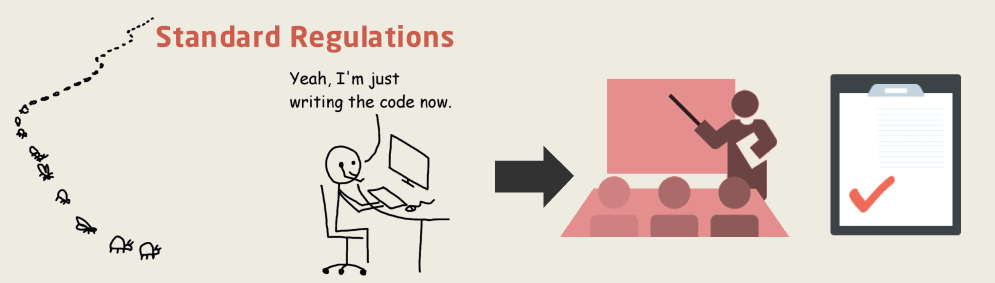 Standard Regulations
Yeah, I'm just
writing the code now.